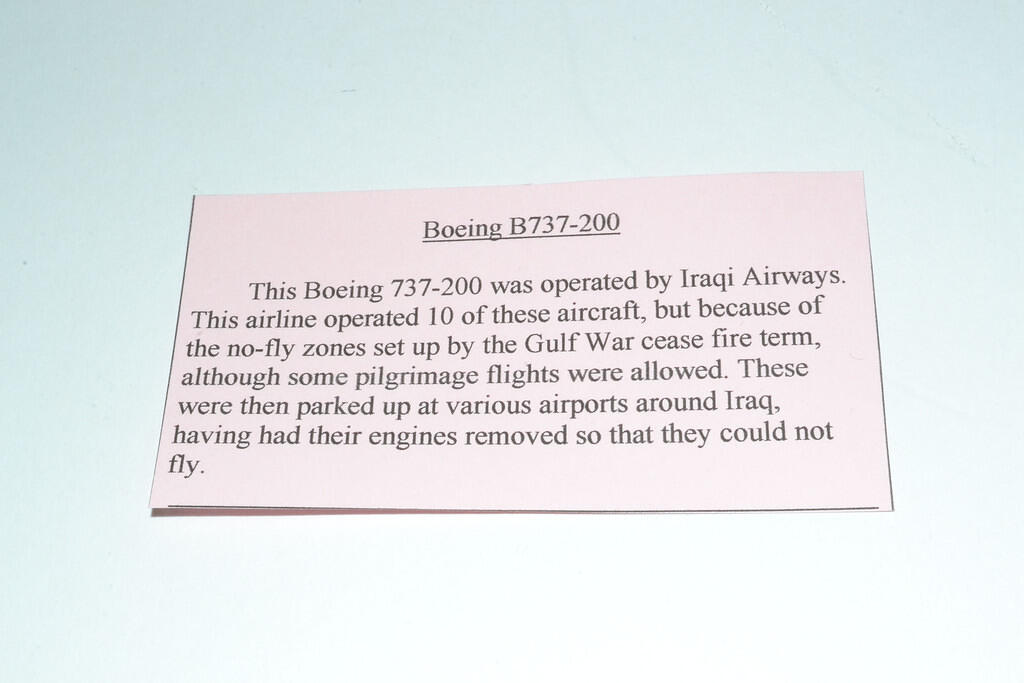 Boeing B737-200
This Boeing 737-200 was operated by Iraqi Airways.
This airline operated 10 of these aircraft, but because of
the no-fly zones set up by the Gulf War cease fire term,
although some pilgrimage flights were allowed. These
were then parked up at various airports around Iraq,
having had their engines removed so that they could not
fly.